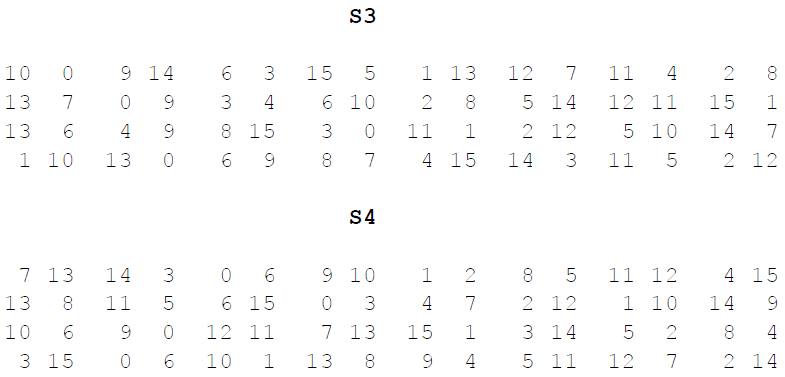 S3
10 0 9 14 6 3 15 5 1 13 12 7 11 4 2 8
13 7 0 9 3 4 6 10 2 8 5 14 12 11 15 1
13 6 4 9 8 15 3 0 11 1 2 12 5 10 14 7
1 10 13 0 6 9 8 7 4 15 14 3 11 5 2 12
S4
7 13 14 3 0 6 9 10 1 2 8 5 11 12 4 15
13 8 11 5 6 15 0 3 4 7 2 12 1 10 14 9
10 6 9 0 12 11 7 13 15 1 3 14 5 2 8 4
3 15 0 6 10 1 13 8 9 4 5 11 12 7 2 14